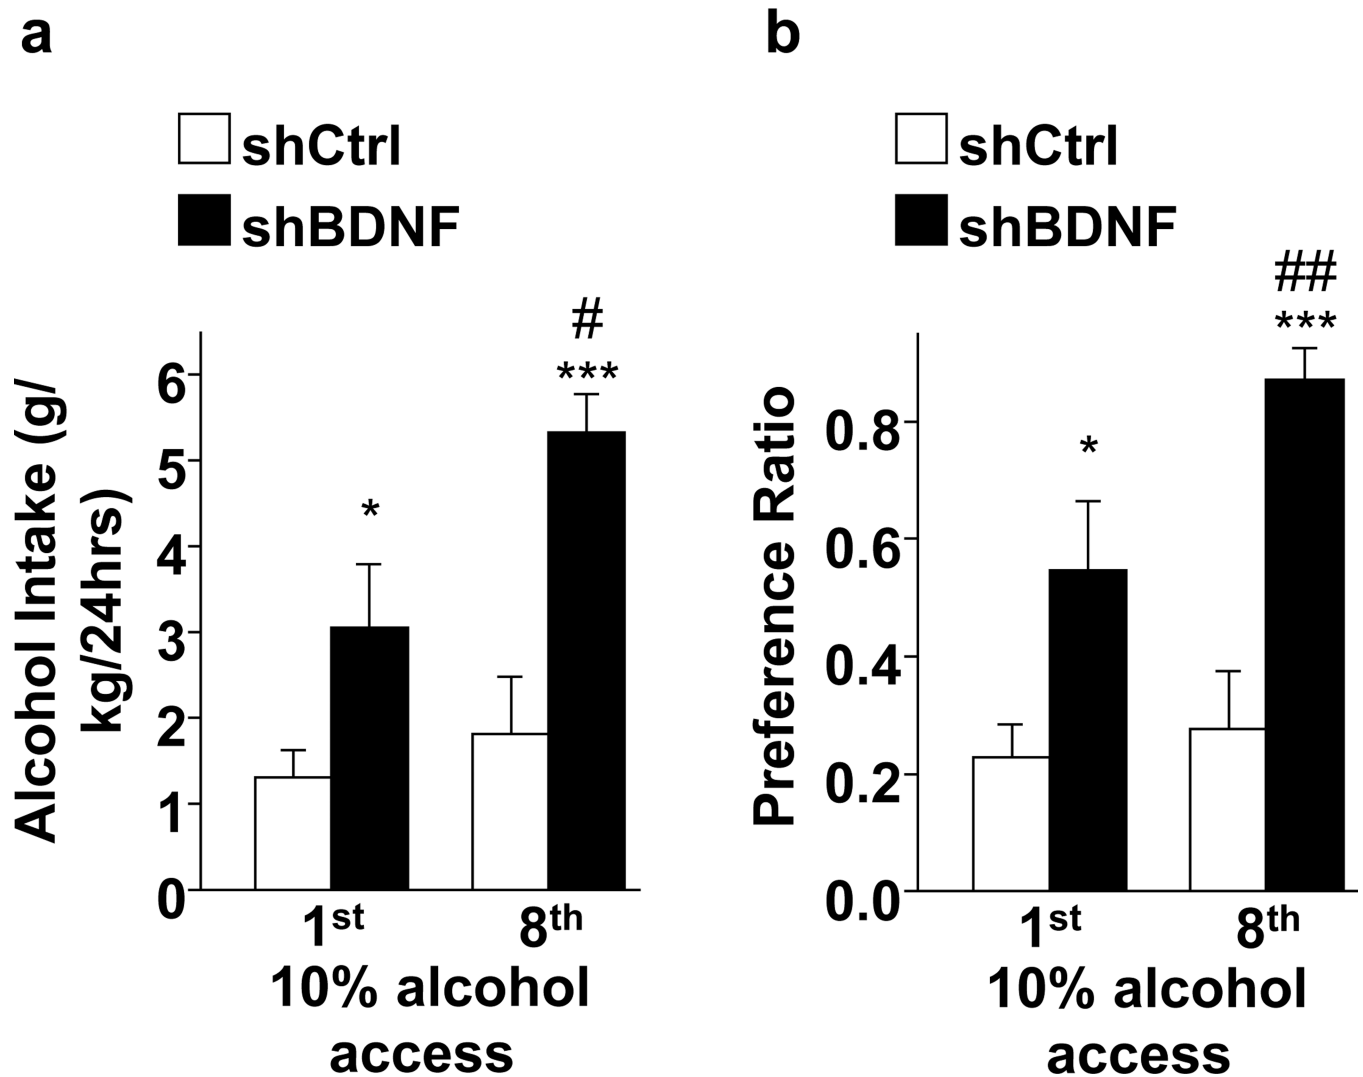 a
shCtrl
shBDNF
#
***
*
Alcohol Intake (g/
kg/24hrs)
6
5
4
3
2
1
0
1st
8th
10% alcohol
access
b
shCtrl
shBDNF
##
***
*
Preference Ratio
0.8
0.6
0.4
0.2
0.0
1st
8th
10% alcohol
access